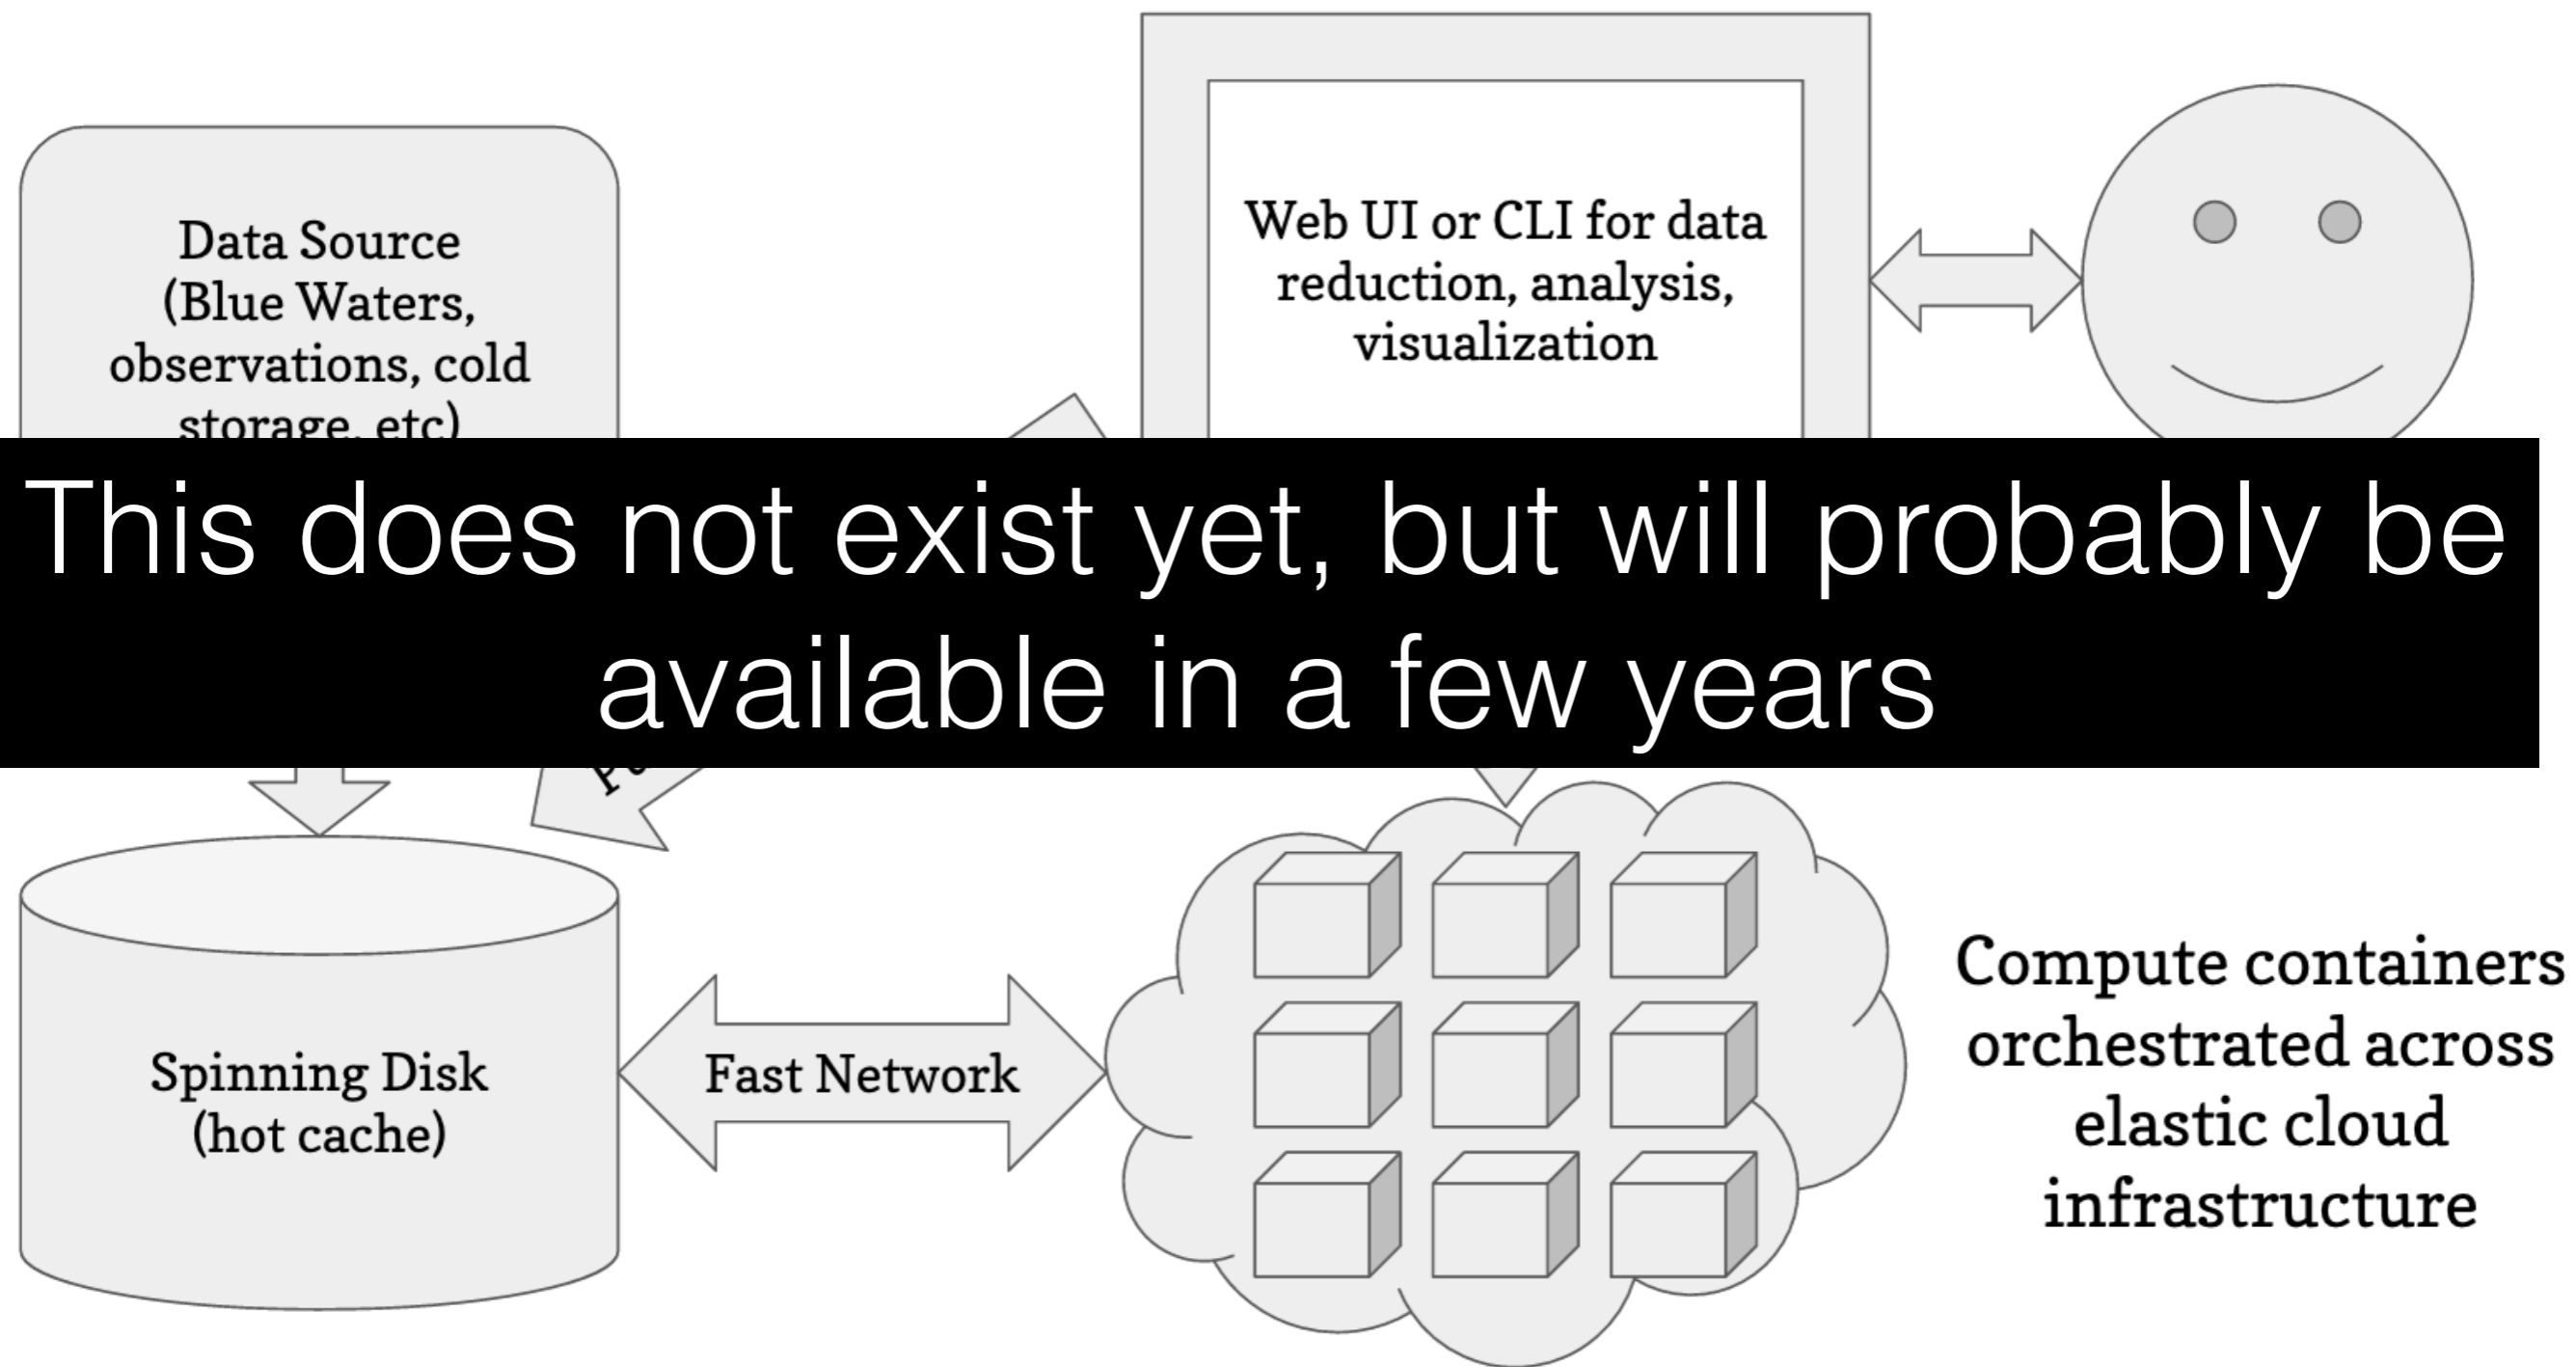 Data Source
(Blue Waters,
observations, cold
storage, etc)
Web UI or CLI for data
reduction, analysis,
visualization
This does not exist yet, but will probably be
available in a few years
Spinning Disk
(hot cache)
Fast Network
Compute containers
orchestrated across
elastic cloud
infrastructure